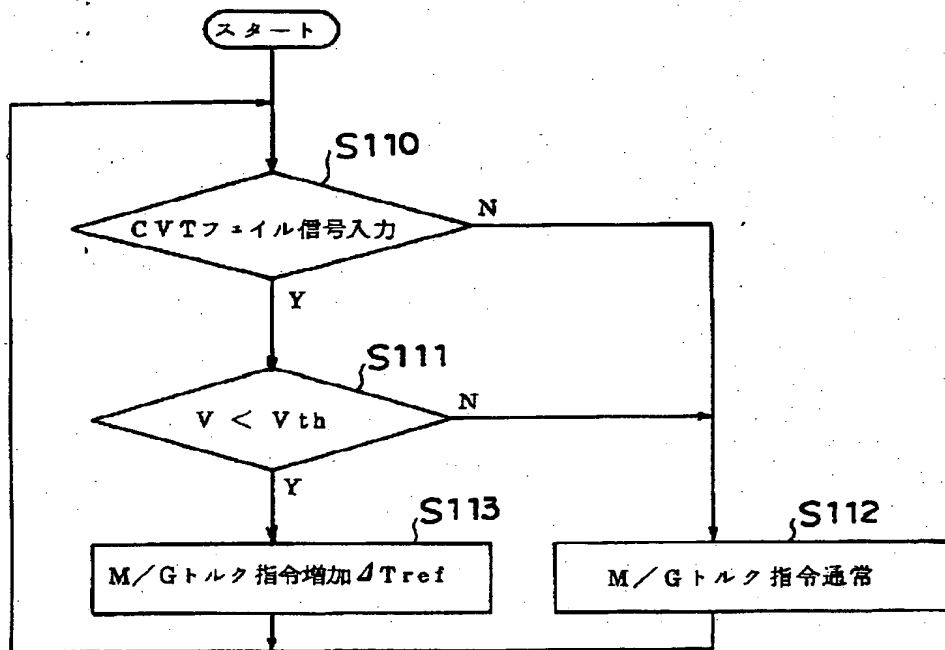 スタート
S110
CVTフェイル信号入力
N
Y
S111
V < Vth
N
Y
S113
M/Gトルク指令増加ΔTref
S112
M/Gトルク指令通常